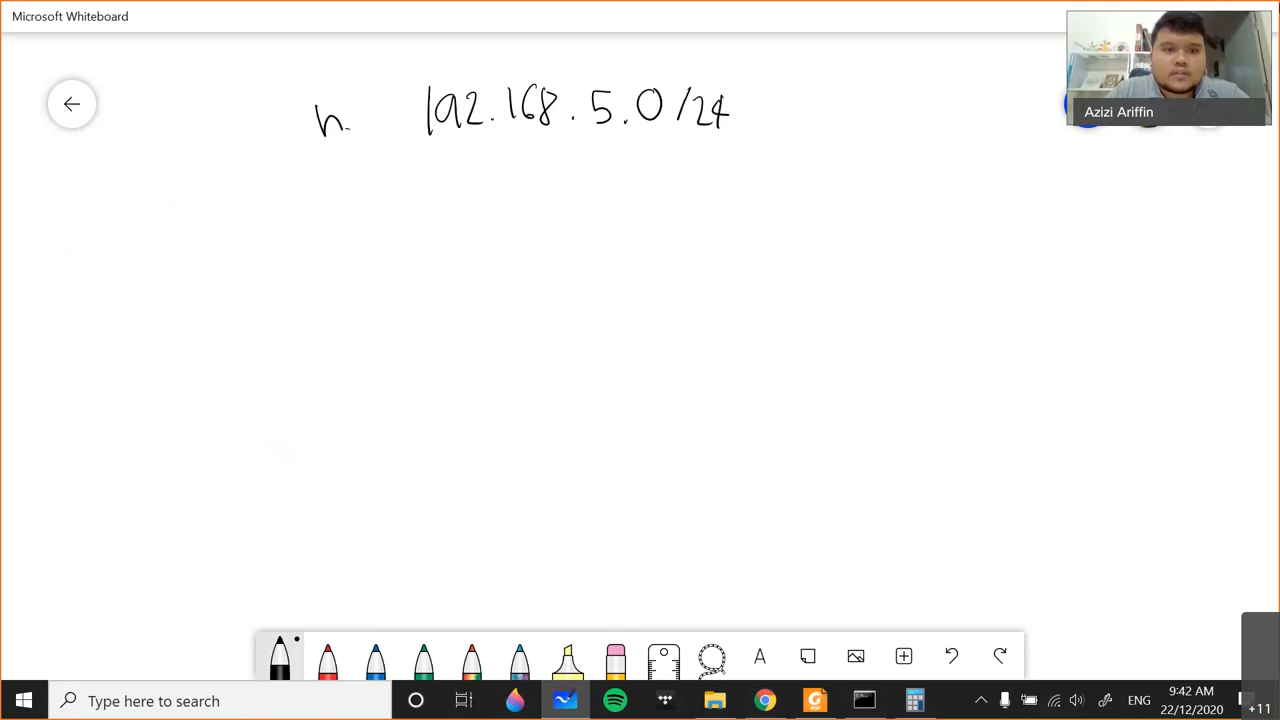 Microsoft Whiteboard
n. 192.168.5.0/24
Azizi Ariffin
A
Type here to search
ENG
9:42 AM
22/12/2020
+11